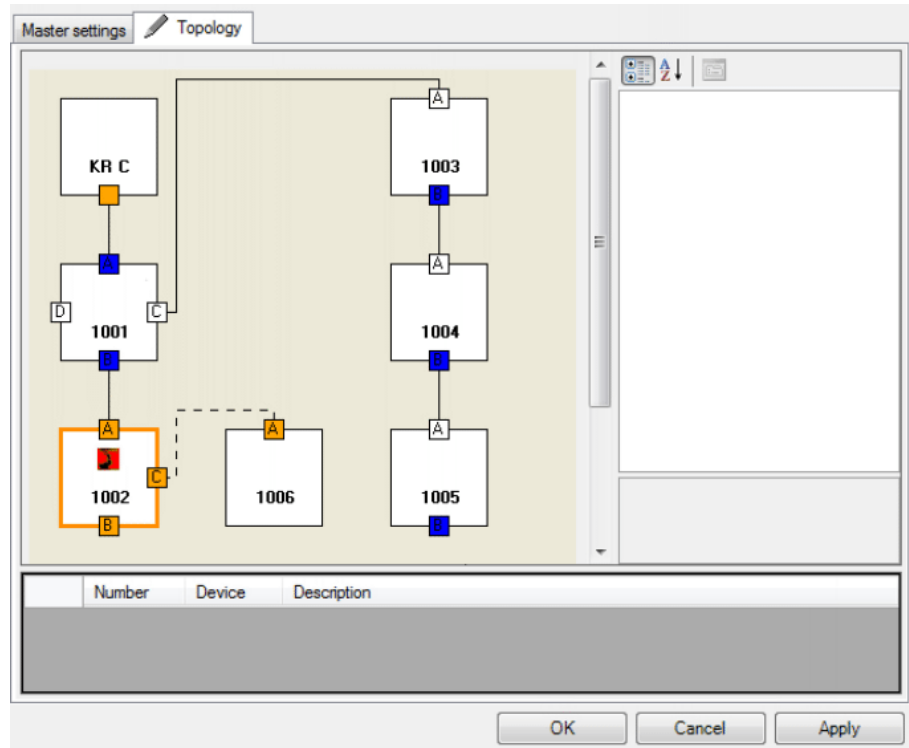 Master settings
Topology
A
Z
A
KR C
1003
B
A
A
D
C
1001
1004
B
B
A
A
A
C
1002
1006
1005
B
B
Number Device Description
OK Cancel Apply